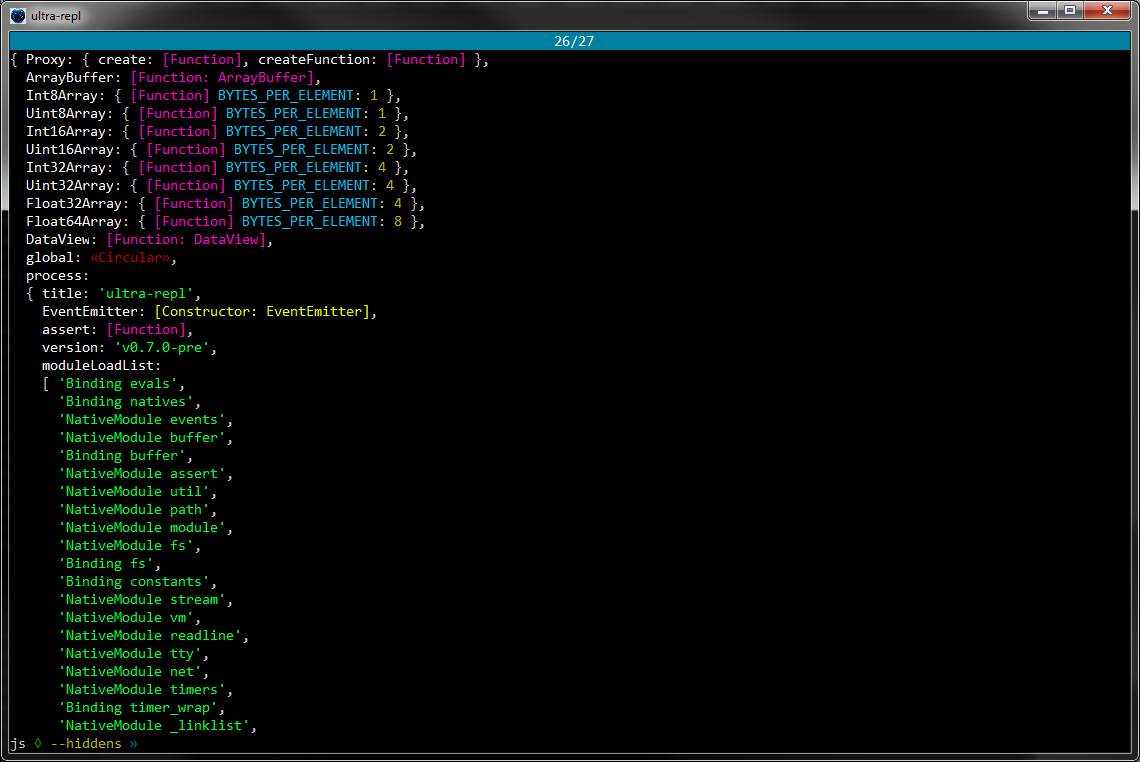 ultra-repl
26/27
{ Proxy: { create: [Function], createFunction: [Function] },
  ArrayBuffer: [Function: ArrayBuffer],
  Int8Array: { [Function] BYTES_PER_ELEMENT: 1 },
  Uint8Array: { [Function] BYTES_PER_ELEMENT: 1 },
  Int16Array: { [Function] BYTES_PER_ELEMENT: 2 },
  Uint16Array: { [Function] BYTES_PER_ELEMENT: 2 },
  Int32Array: { [Function] BYTES_PER_ELEMENT: 4 },
  Uint32Array: { [Function] BYTES_PER_ELEMENT: 4 },
  Float32Array: { [Function] BYTES_PER_ELEMENT: 4 },
  Float64Array: { [Function] BYTES_PER_ELEMENT: 8 },
  DataView: [Function: DataView],
  global: «Circular»,
  process:
  { title: 'ultra-repl',
    EventEmitter: [Constructor: EventEmitter],
    assert: [Function],
    version: 'v0.7.0-pre',
    moduleLoadList:
    [ 'Binding evals',
      'Binding natives',
      'NativeModule events',
      'NativeModule buffer',
      'Binding buffer',
      'NativeModule assert',
      'NativeModule util',
      'NativeModule path',
      'NativeModule module',
      'NativeModule fs',
      'Binding fs',
      'Binding constants',
      'NativeModule stream',
      'NativeModule vm',
      'NativeModule readline',
      'NativeModule tty',
      'NativeModule net',
      'NativeModule timers',
      'Binding timer_wrap',
      'NativeModule _linklist',
js ◊ --hiddens »